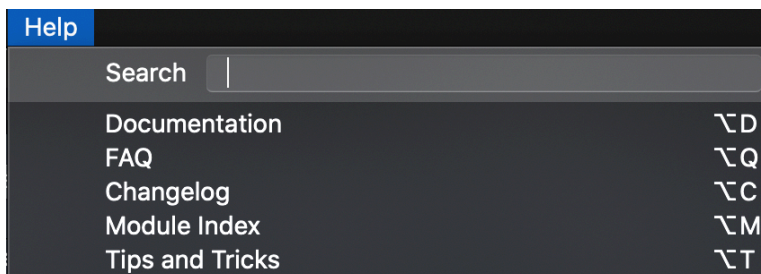 Help
Search
Documentation ⌥D
FAQ ⌥Q
Changelog ⌥C
Module Index ⌥M
Tips and Tricks ⌥T